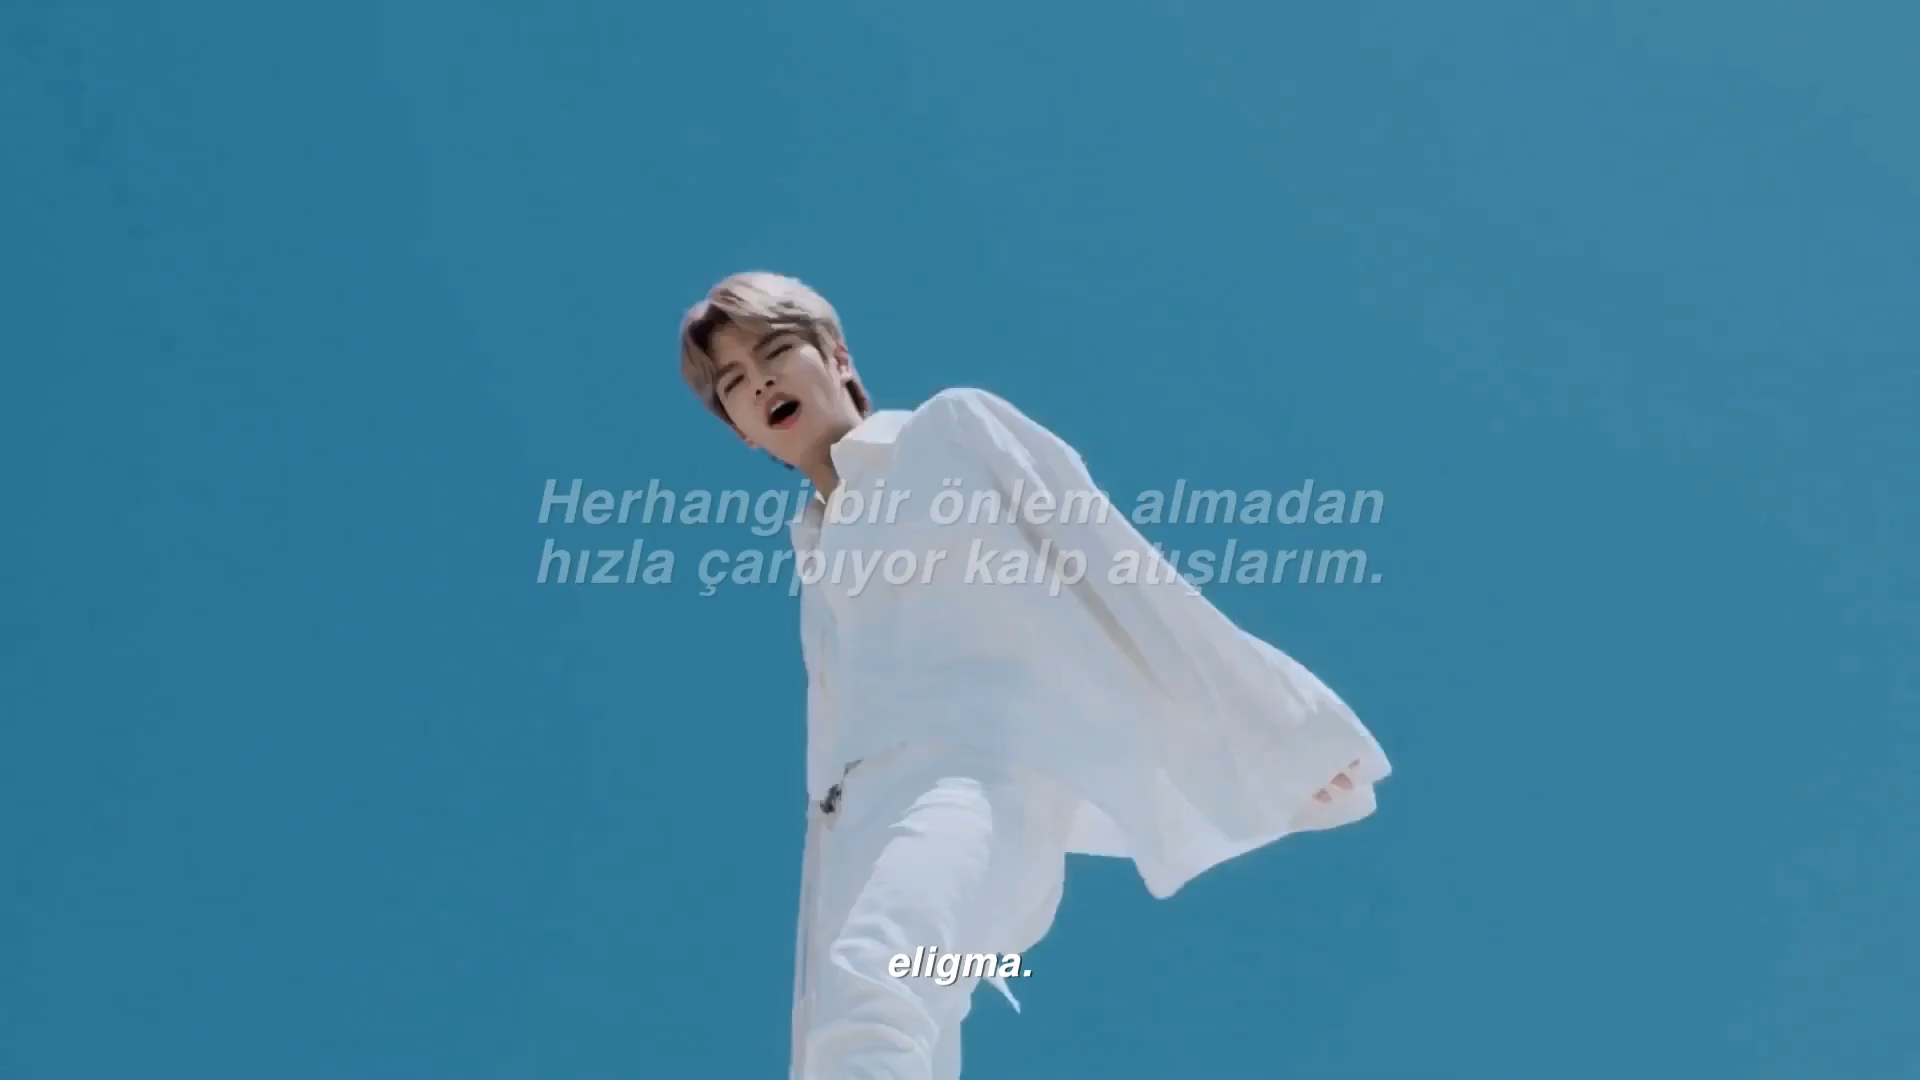 Herhangi bir önlem almadan
hızla çarpıyor kalp atışlarım.
eligma.